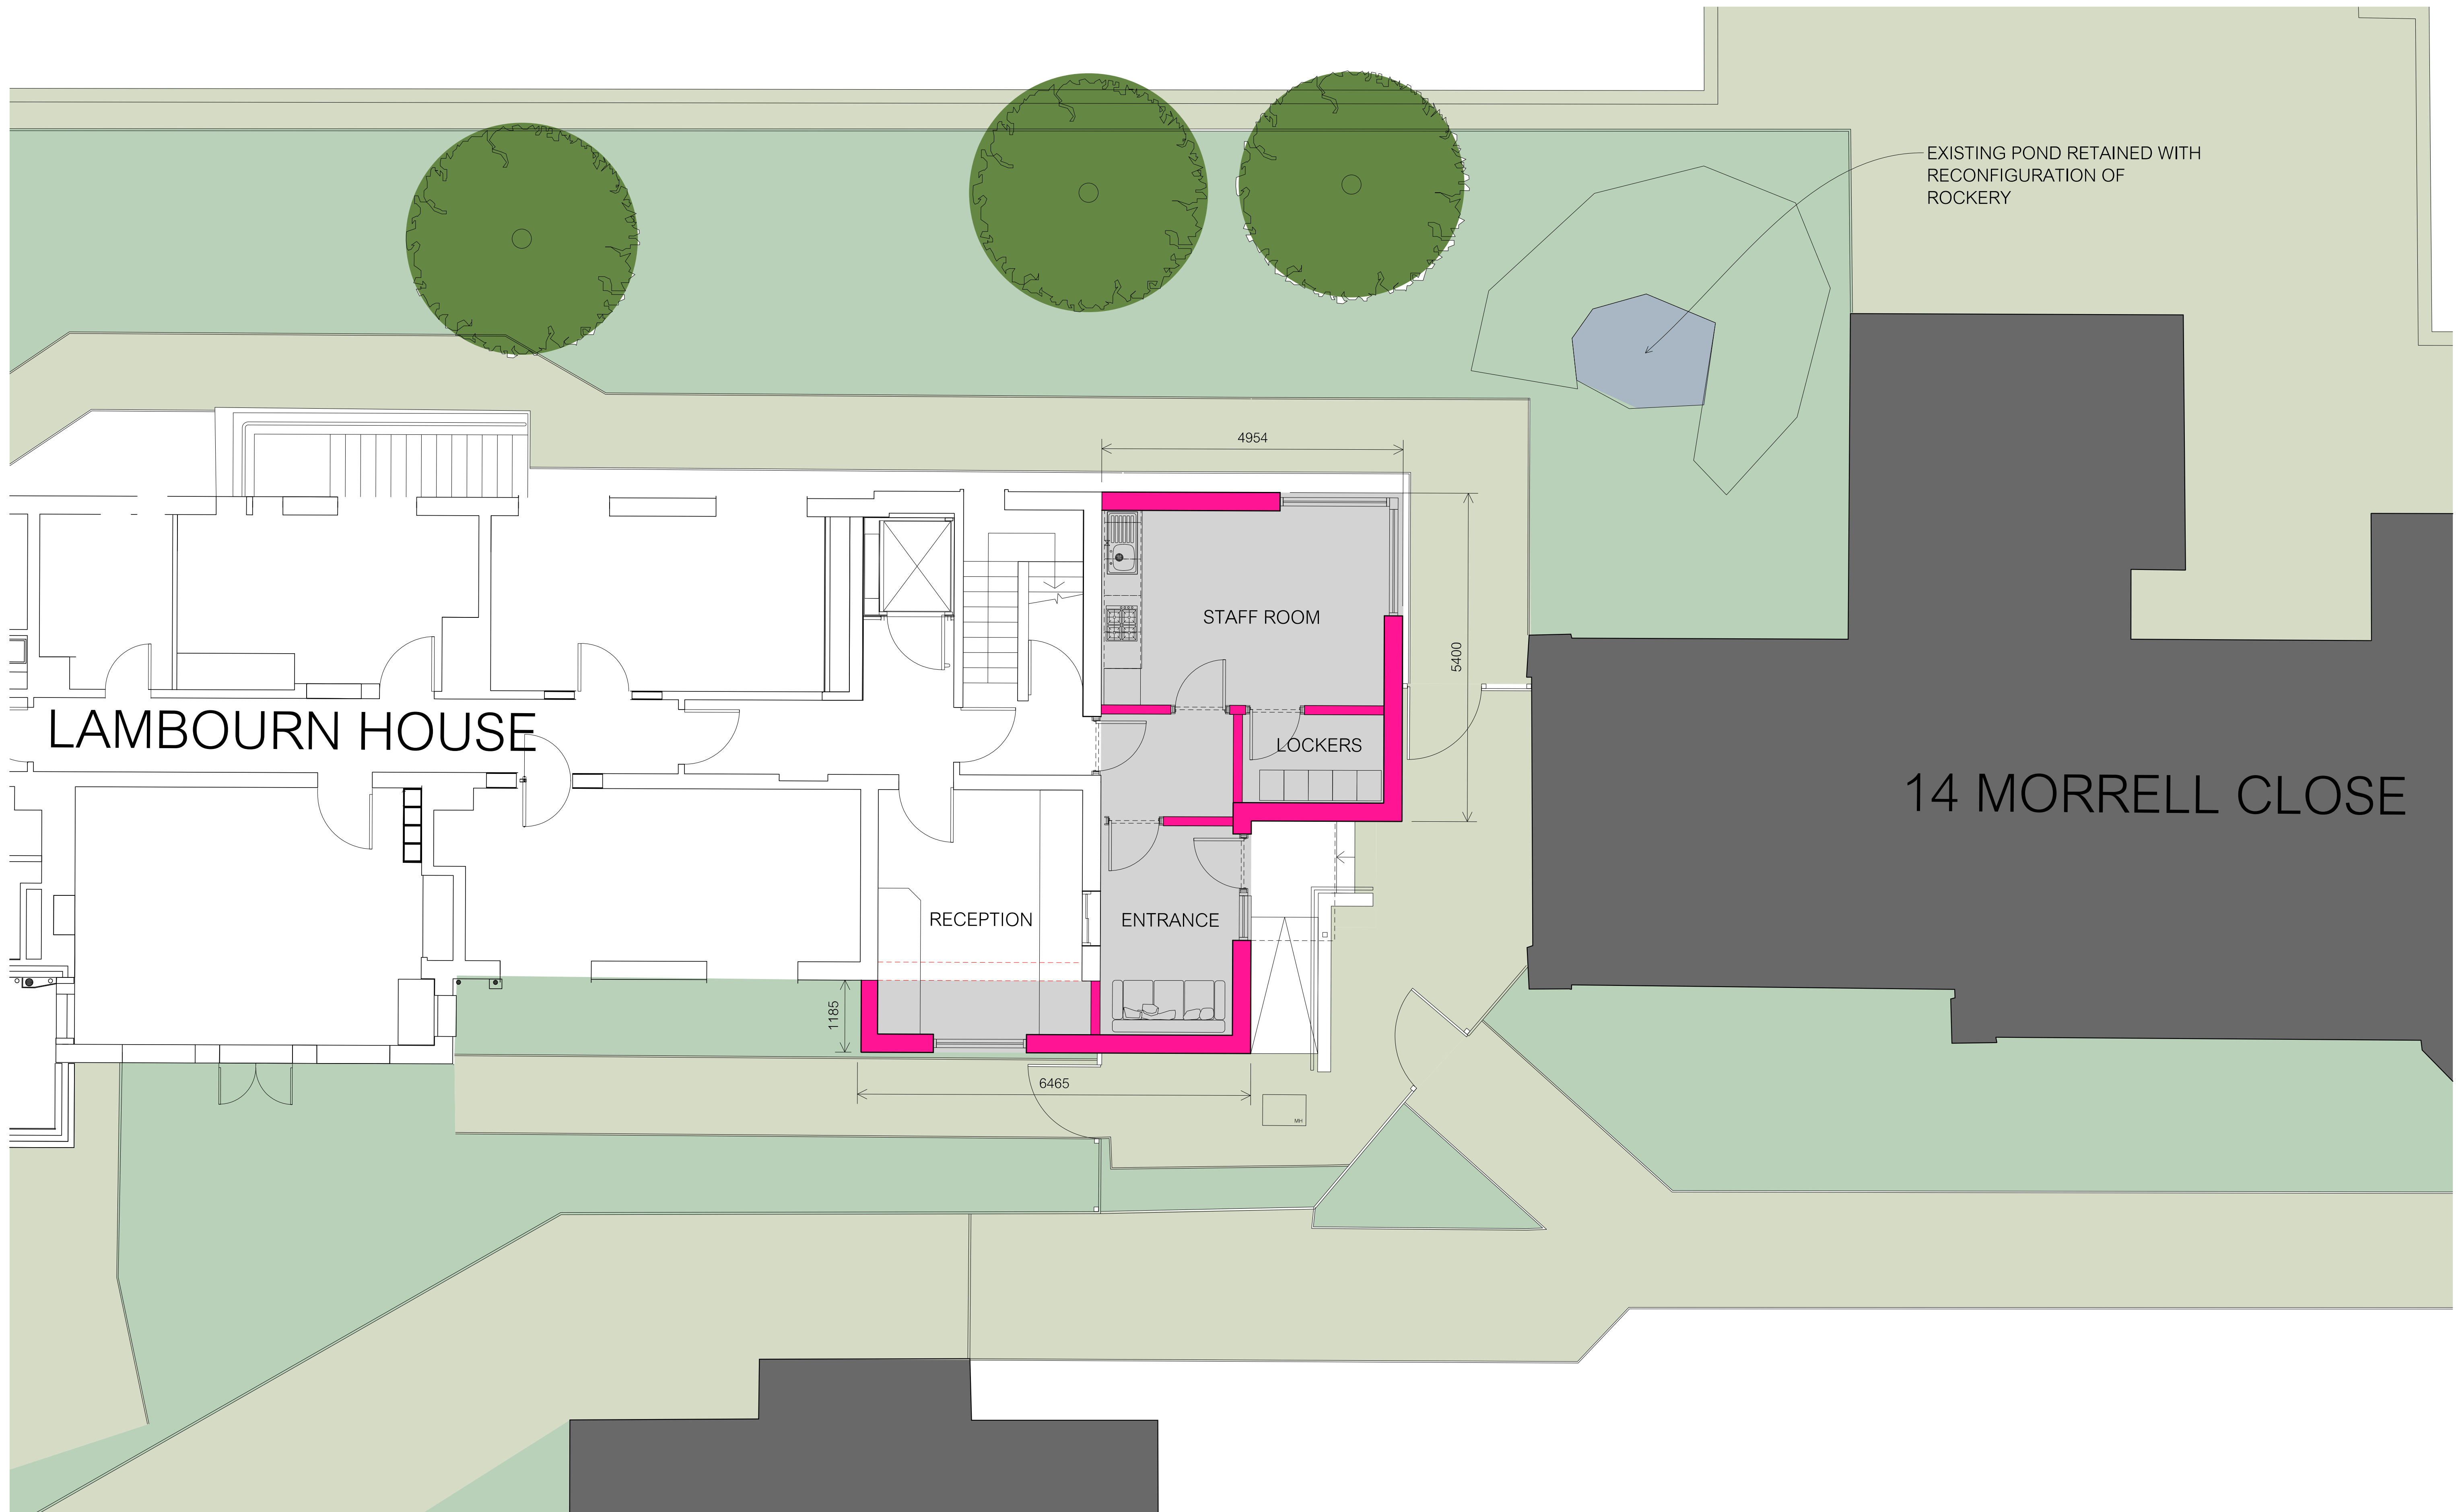 EXISTING POND RETAINED WITH
RECONFIGURATION OF
ROCKERY
4954
STAFF ROOM
5400
LAMBOURN HOUSE
LOCKERS
14 MORRELL CLOSE
RECEPTION
ENTRANCE
1185
6465
MH